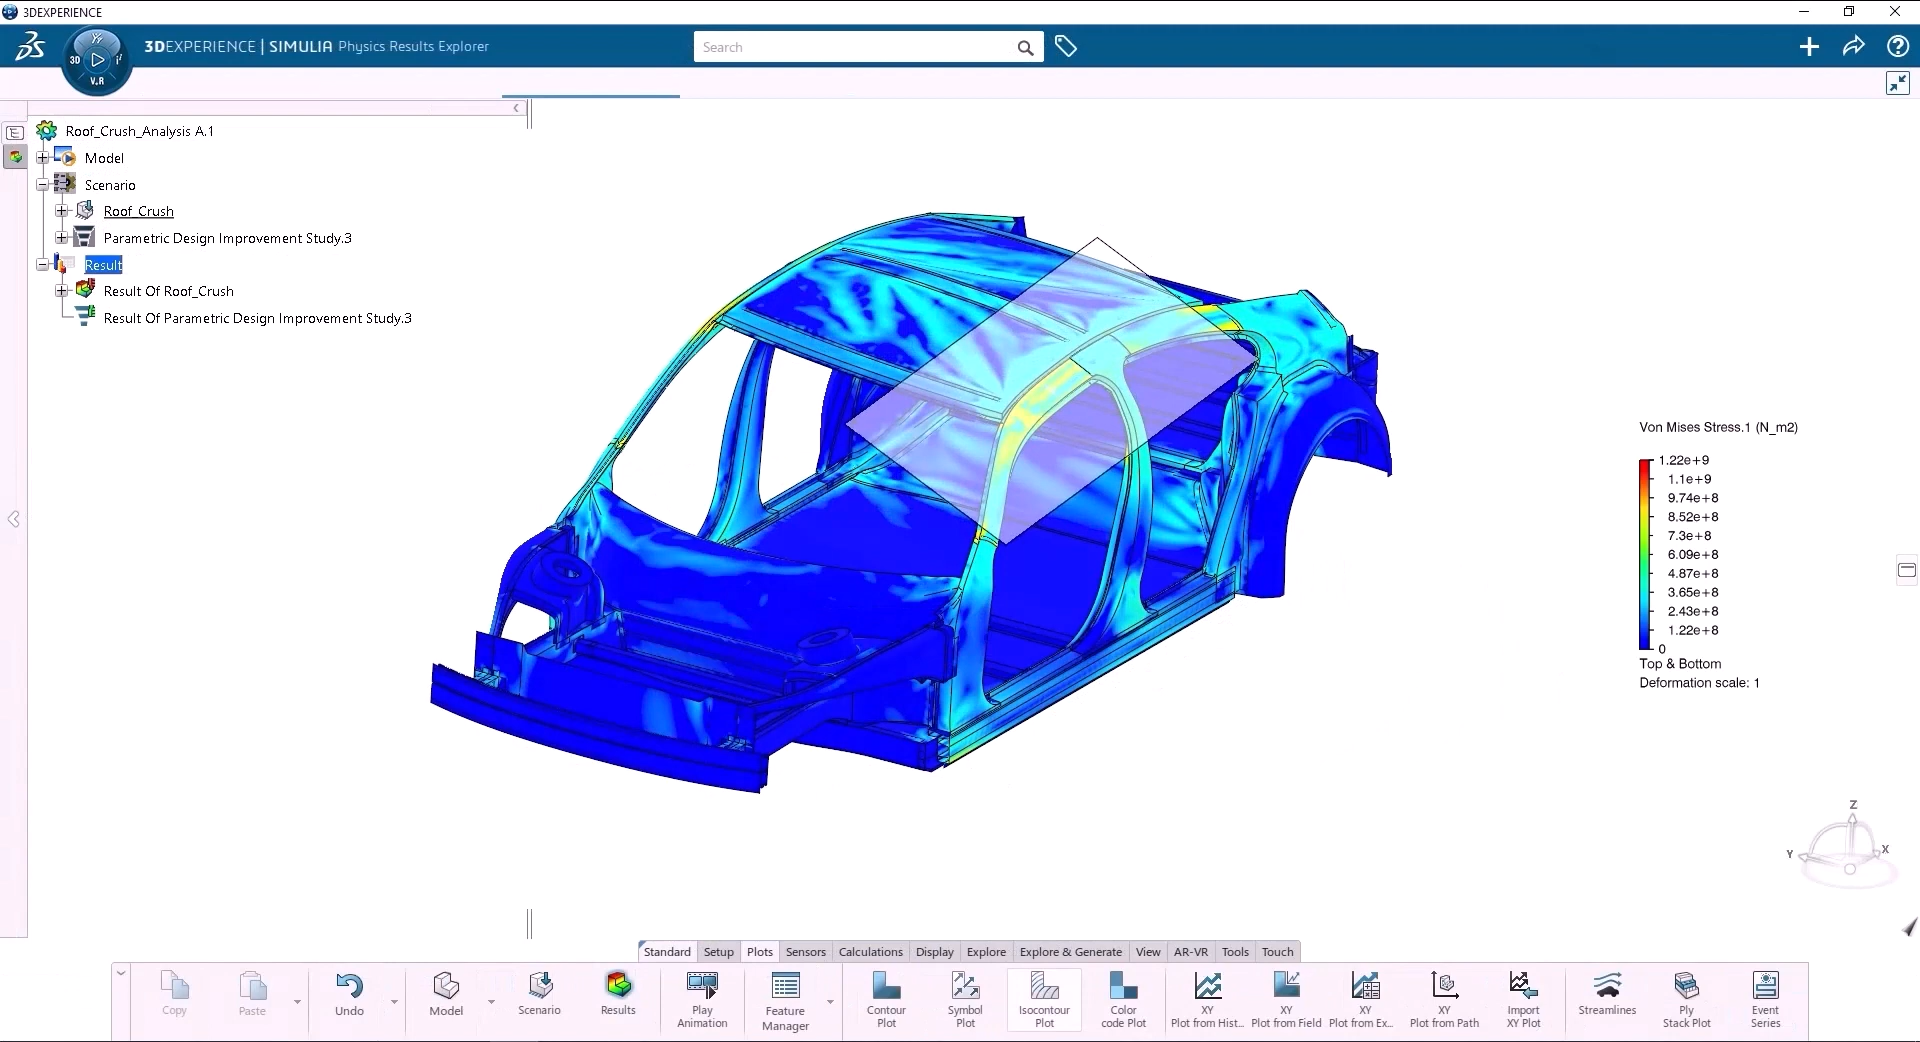 3DEXPERIENCE
3DEXPERIENCE | SIMULIA Physics Results Explorer
Search
3D
V.R
Roof_Crush_Analysis A.1
Model
Scenario
Roof_Crush
Parametric Design Improvement Study.3
Result
Result Of Roof_Crush
Result Of Parametric Design Improvement Study.3
Von Mises Stress.1 (N_m2)
1.22e+9
1.1e+9
9.74e+8
8.52e+8
7.3e+8
6.09e+8
4.87e+8
3.65e+8
2.43e+8
1.22e+8
0
Top & Bottom
Deformation scale: 1
Z
Y
X
Standard Setup Plots Sensors Calculations Display Explore Explore & Generate View AR-VR Tools Touch
Copy
Paste
Undo
Model
Scenario
Results
Play
Animation
Feature
Manager
Contour
Plot
Symbol
Plot
Isocontour
Plot
Color
code Plot
XY
Plot from Hist...
XY
Plot from Field
XY
Plot from Ex...
XY
Plot from Path
Import
XY Plot
Streamlines
Ply
Stack Plot
Event
Series